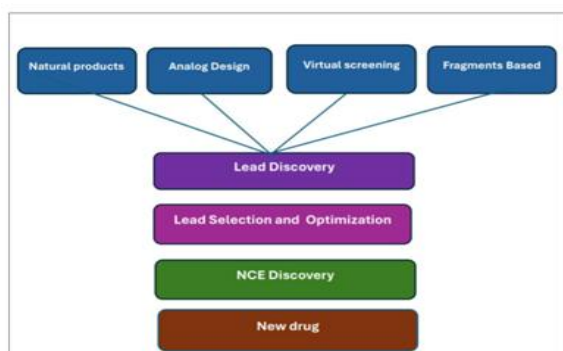 Natural products
Analog Design
Virtual screening
Fragments Based
Lead Discovery
Lead Selection and Optimization
NCE Discovery
New drug